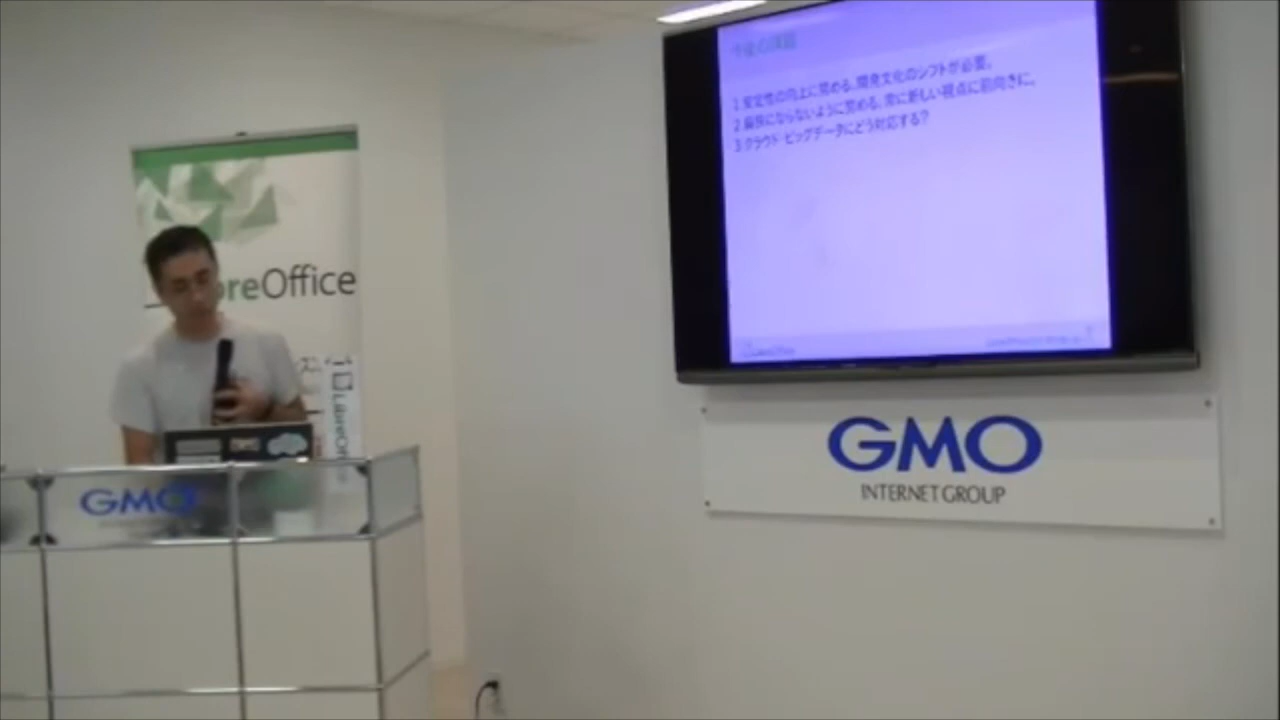 今後の課題
1 安定性の向上に努める、開発文化のシフトが必要。
2 偏狭にならないように努める、常に新しい視点に前向きに。
3 クラウド・ビッグデータにどう対応する?
GMO
INTERNET GROUP
reOffice
LibreOf
GMO